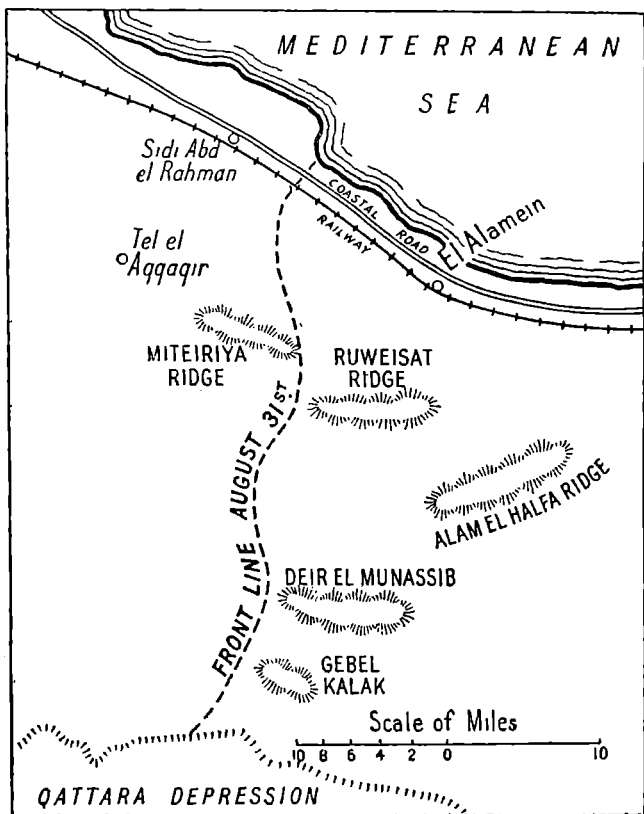 MEDITERRANEAN
SEA
Sidi Abd
el Rahman
COASTAL ROAD
RAILWAY
El Alamein
Tel el
Aqqaqir
MITEIRIYA
RIDGE
RUWEISAT
RIDGE
FRONT LINE AUGUST 31ST.
ALAM EL HALFA RIDGE
DEIR EL MUNASSIB
GEBEL
KALAK
Scale of Miles
10 8 6 4 2 0 10
QATTARA DEPRESSION